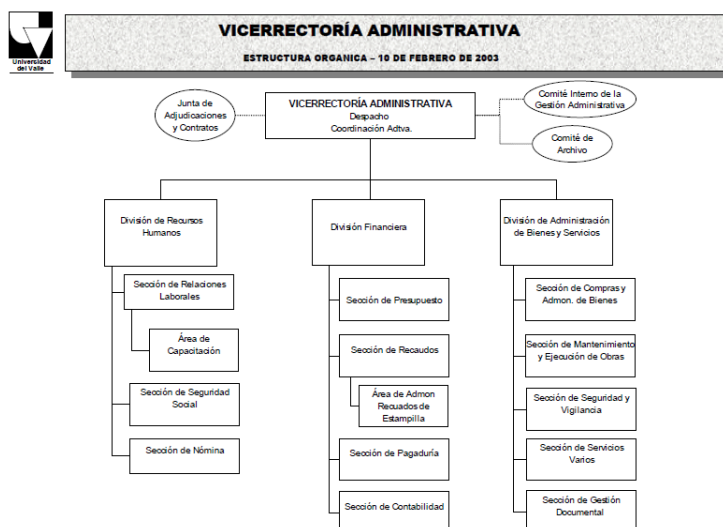 Universidad
del Valle
VICERRECTORÍA ADMINISTRATIVA
ESTRUCTURA ORGANICA – 10 DE FEBRERO DE 2003
Junta de
Adjudicaciones
y Contratos
VICERRECTORÍA ADMINISTRATIVA
Despacho
Coordinación Adtva.
Comité Interno de la
Gestión Administrativa
Comité de
Archivo
División de Recursos
Humanos
División Financiera
División de Administración
de Bienes y Servicios
Sección de Relaciones
Laborales
Área de
Capacitación
Sección de Seguridad
Social
Sección de Nómina
Sección de Presupuesto
Sección de Recaudos
Área de Admon
Recuados de
Estampilla
Sección de Pagaduría
Sección de Contabilidad
Sección de Compras y
Admon. de Bienes
Sección de Mantenimiento
y Ejecución de Obras
Sección de Seguridad y
Vigilancia
Sección de Servicios
Varios
Sección de Gestión
Documental